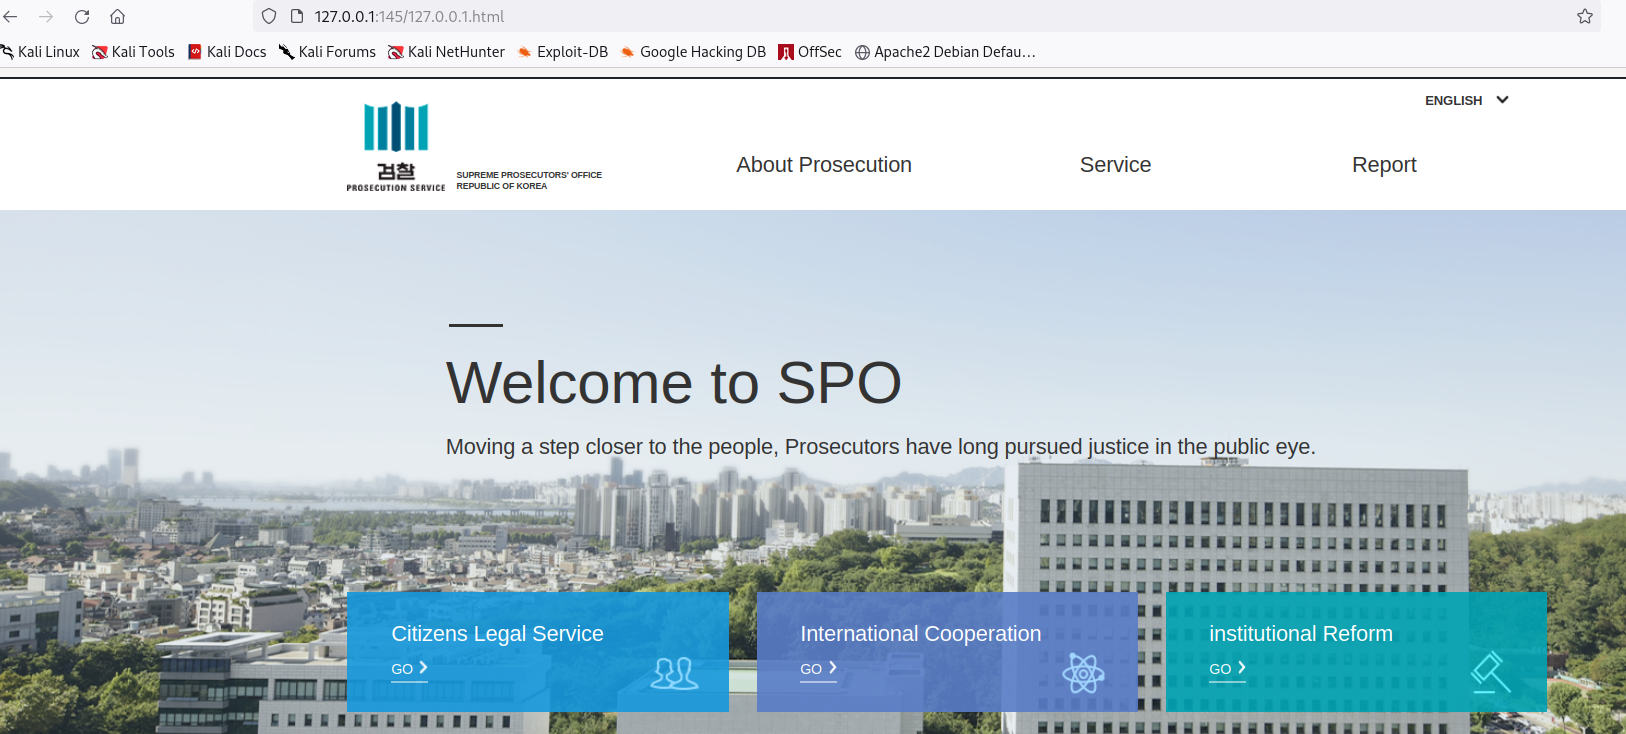 127.0.0.1:145/127.0.0.1.html
Kali Linux Kali Tools Kali Docs Kali Forums Kali NetHunter Exploit-DB Google Hacking DB OffSec Apache2 Debian Defau…
ENGLISH
검찰
PROSECUTION SERVICE
SUPREME PROSECUTORS' OFFICE
REPUBLIC OF KOREA
About Prosecution Service Report
Welcome to SPO
Moving a step closer to the people, Prosecutors have long pursued justice in the public eye.
Citizens Legal Service
GO
International Cooperation
GO
institutional Reform
GO